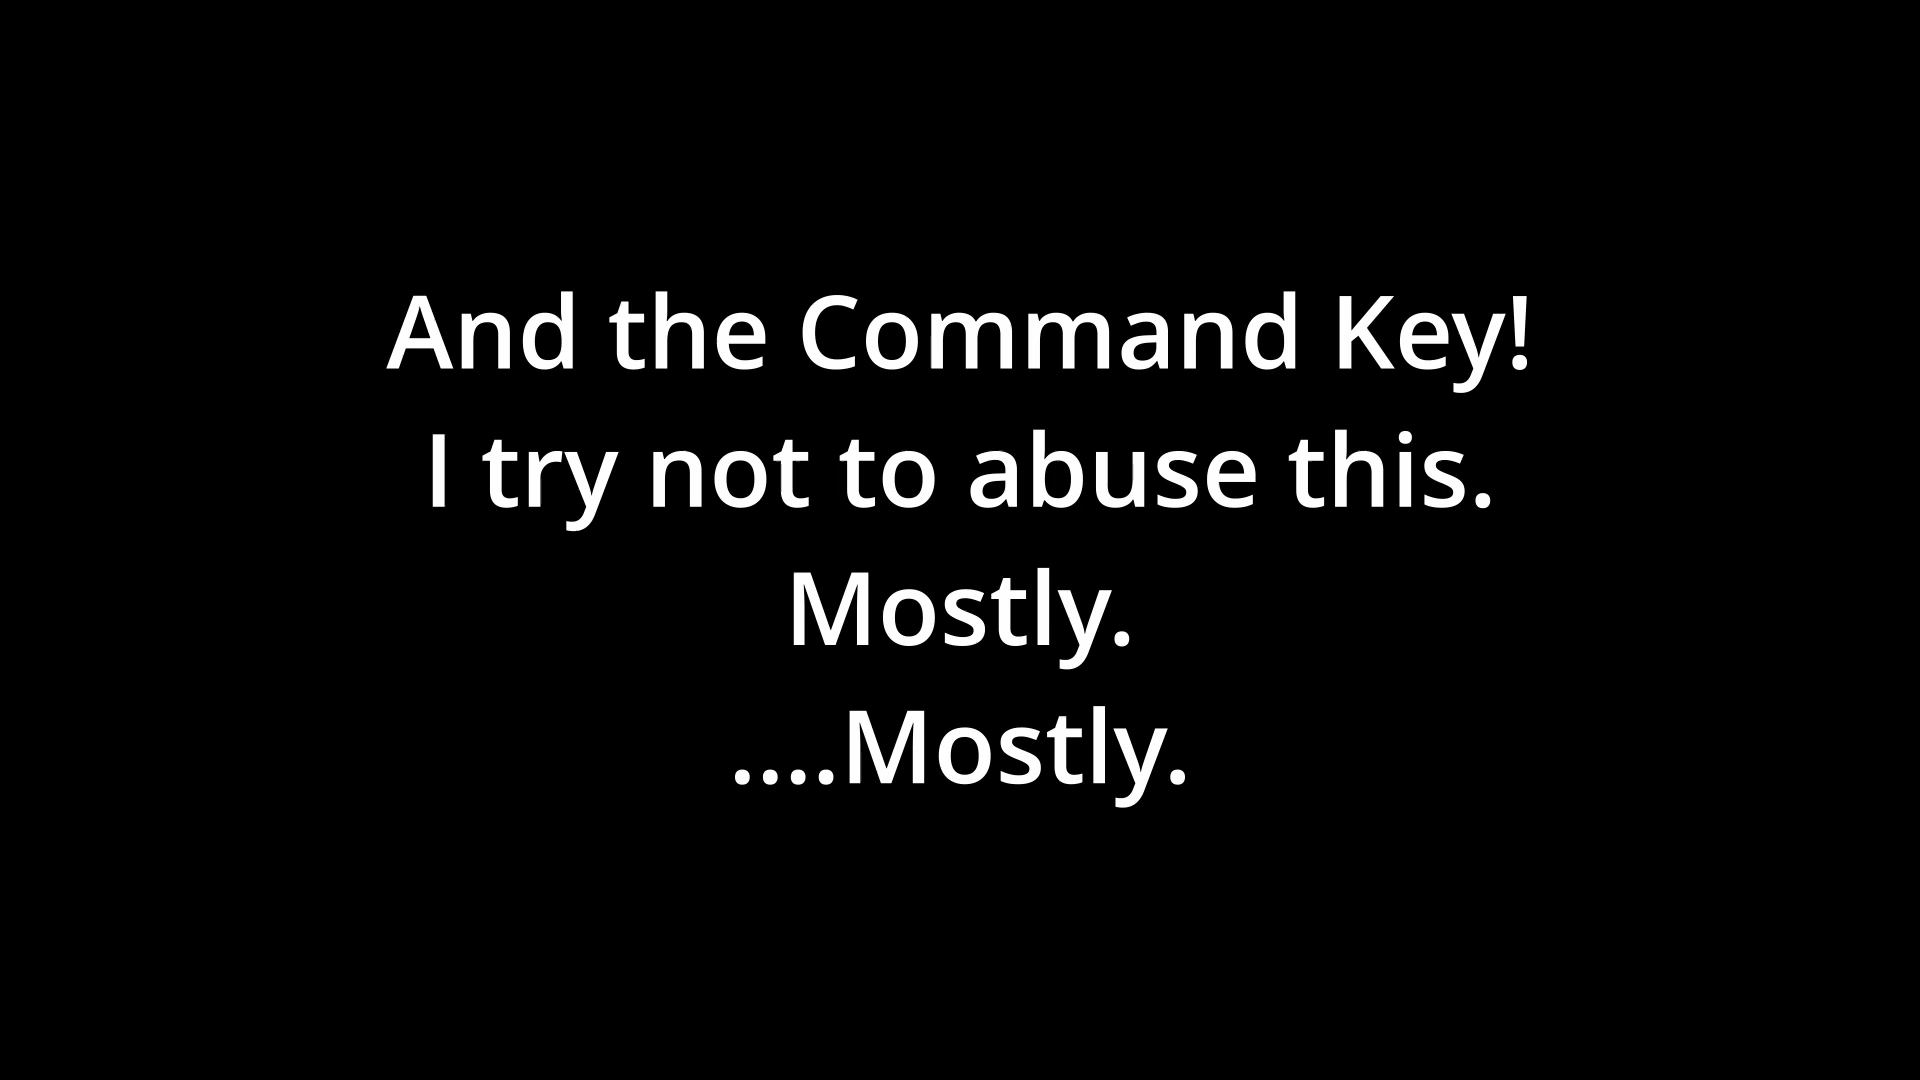 And the Command Key!
I try not to abuse this.
Mostly.
....Mostly.